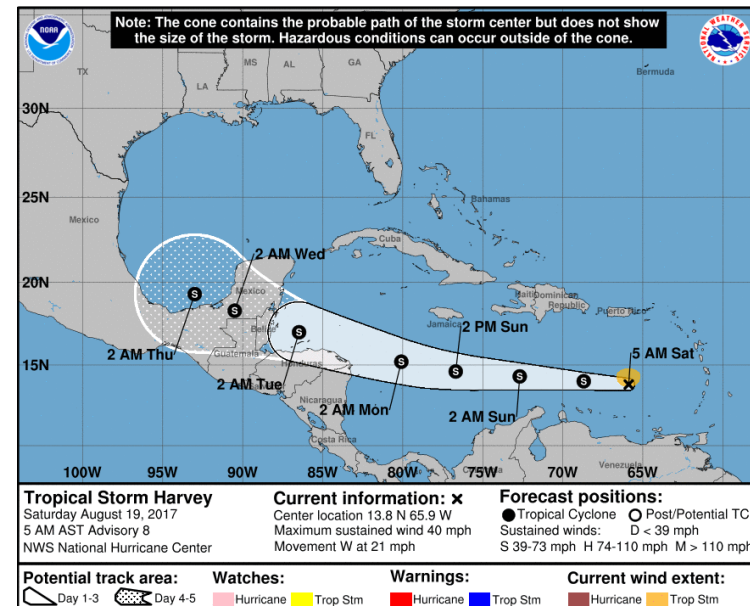 Note: The cone contains the probable path of the storm center but does not show
the size of the storm. Hazardous conditions can occur outside of the cone.
NOAA
NATIONAL WEATHER SERVICE
TX
LA
MS
AL
GA
Bermuda
30N
FL
25N
Mexico
Bahamas
2 AM Wed
Cuba
20N
Mexico
Haiti
Dominican
Republic
Puerto Rico
S
S
Belize
Jamaica
2 PM Sun
5 AM Sat
S
2 AM Thu
Guatemala
15N
Honduras
S
S
S
S
2 AM Tue
Nicaragua
2 AM Mon
2 AM Sun
Costa Rica
Venezuela
100W
95W
90W
85W
80W
75W
70W
65W
Tropical Storm Harvey
Saturday August 19, 2017
5 AM AST Advisory 8
NWS National Hurricane Center
Current information: x
Center location 13.8 N 65.9 W
Maximum sustained wind 40 mph
Movement W at 21 mph
Forecast positions:
Tropical Cyclone Post/Potential TC
Sustained winds: D < 39 mph
S 39-73 mph H 74-110 mph M > 110 mph
Potential track area:
Day 1-3 Day 4-5
Watches:
Hurricane Trop Stm
Warnings:
Hurricane Trop Stm
Current wind extent:
Hurricane Trop Stm